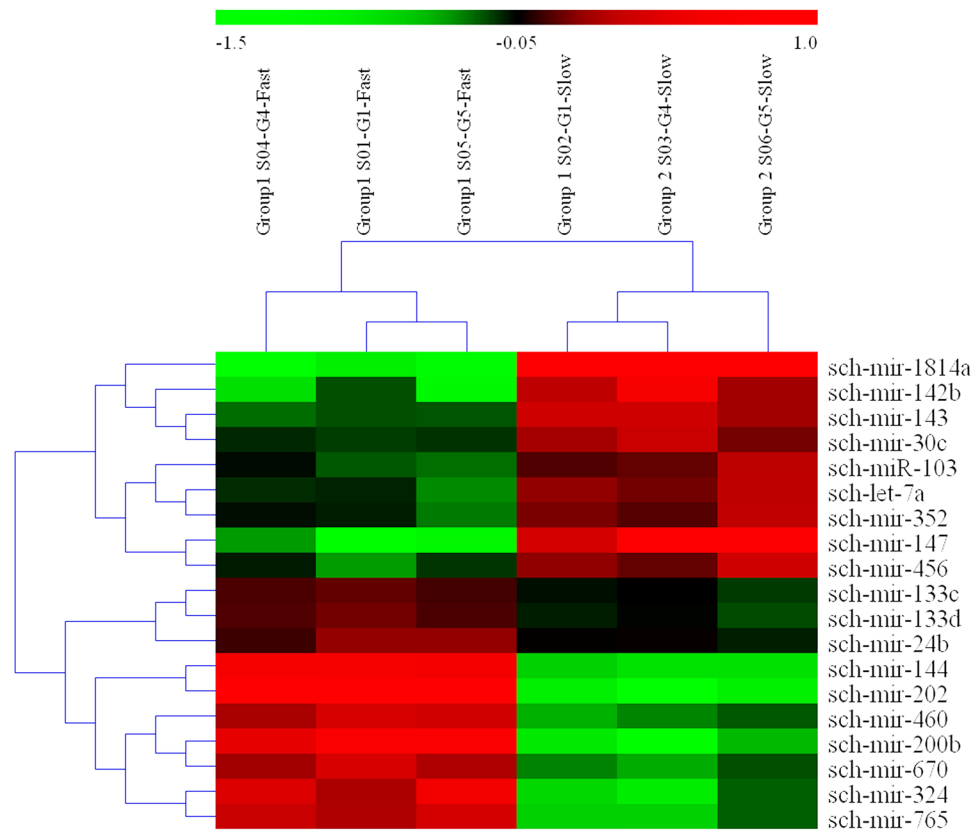 -1.5 -0.05 1.0
Group1 S04-G4-Fast
Group1 S01-G1-Fast
Group1 S05-G5-Fast
Group 1 S02-G1-Slow
Group 2 S03-G4-Slow
Group 2 S06-G5-Slow
sch-mir-1814a
sch-mir-142b
sch-mir-143
sch-mir-30c
sch-miR-103
sch-let-7a
sch-mir-352
sch-mir-147
sch-mir-456
sch-mir-133c
sch-mir-133d
sch-mir-24b
sch-mir-144
sch-mir-202
sch-mir-460
sch-mir-200b
sch-mir-670
sch-mir-324
sch-mir-765